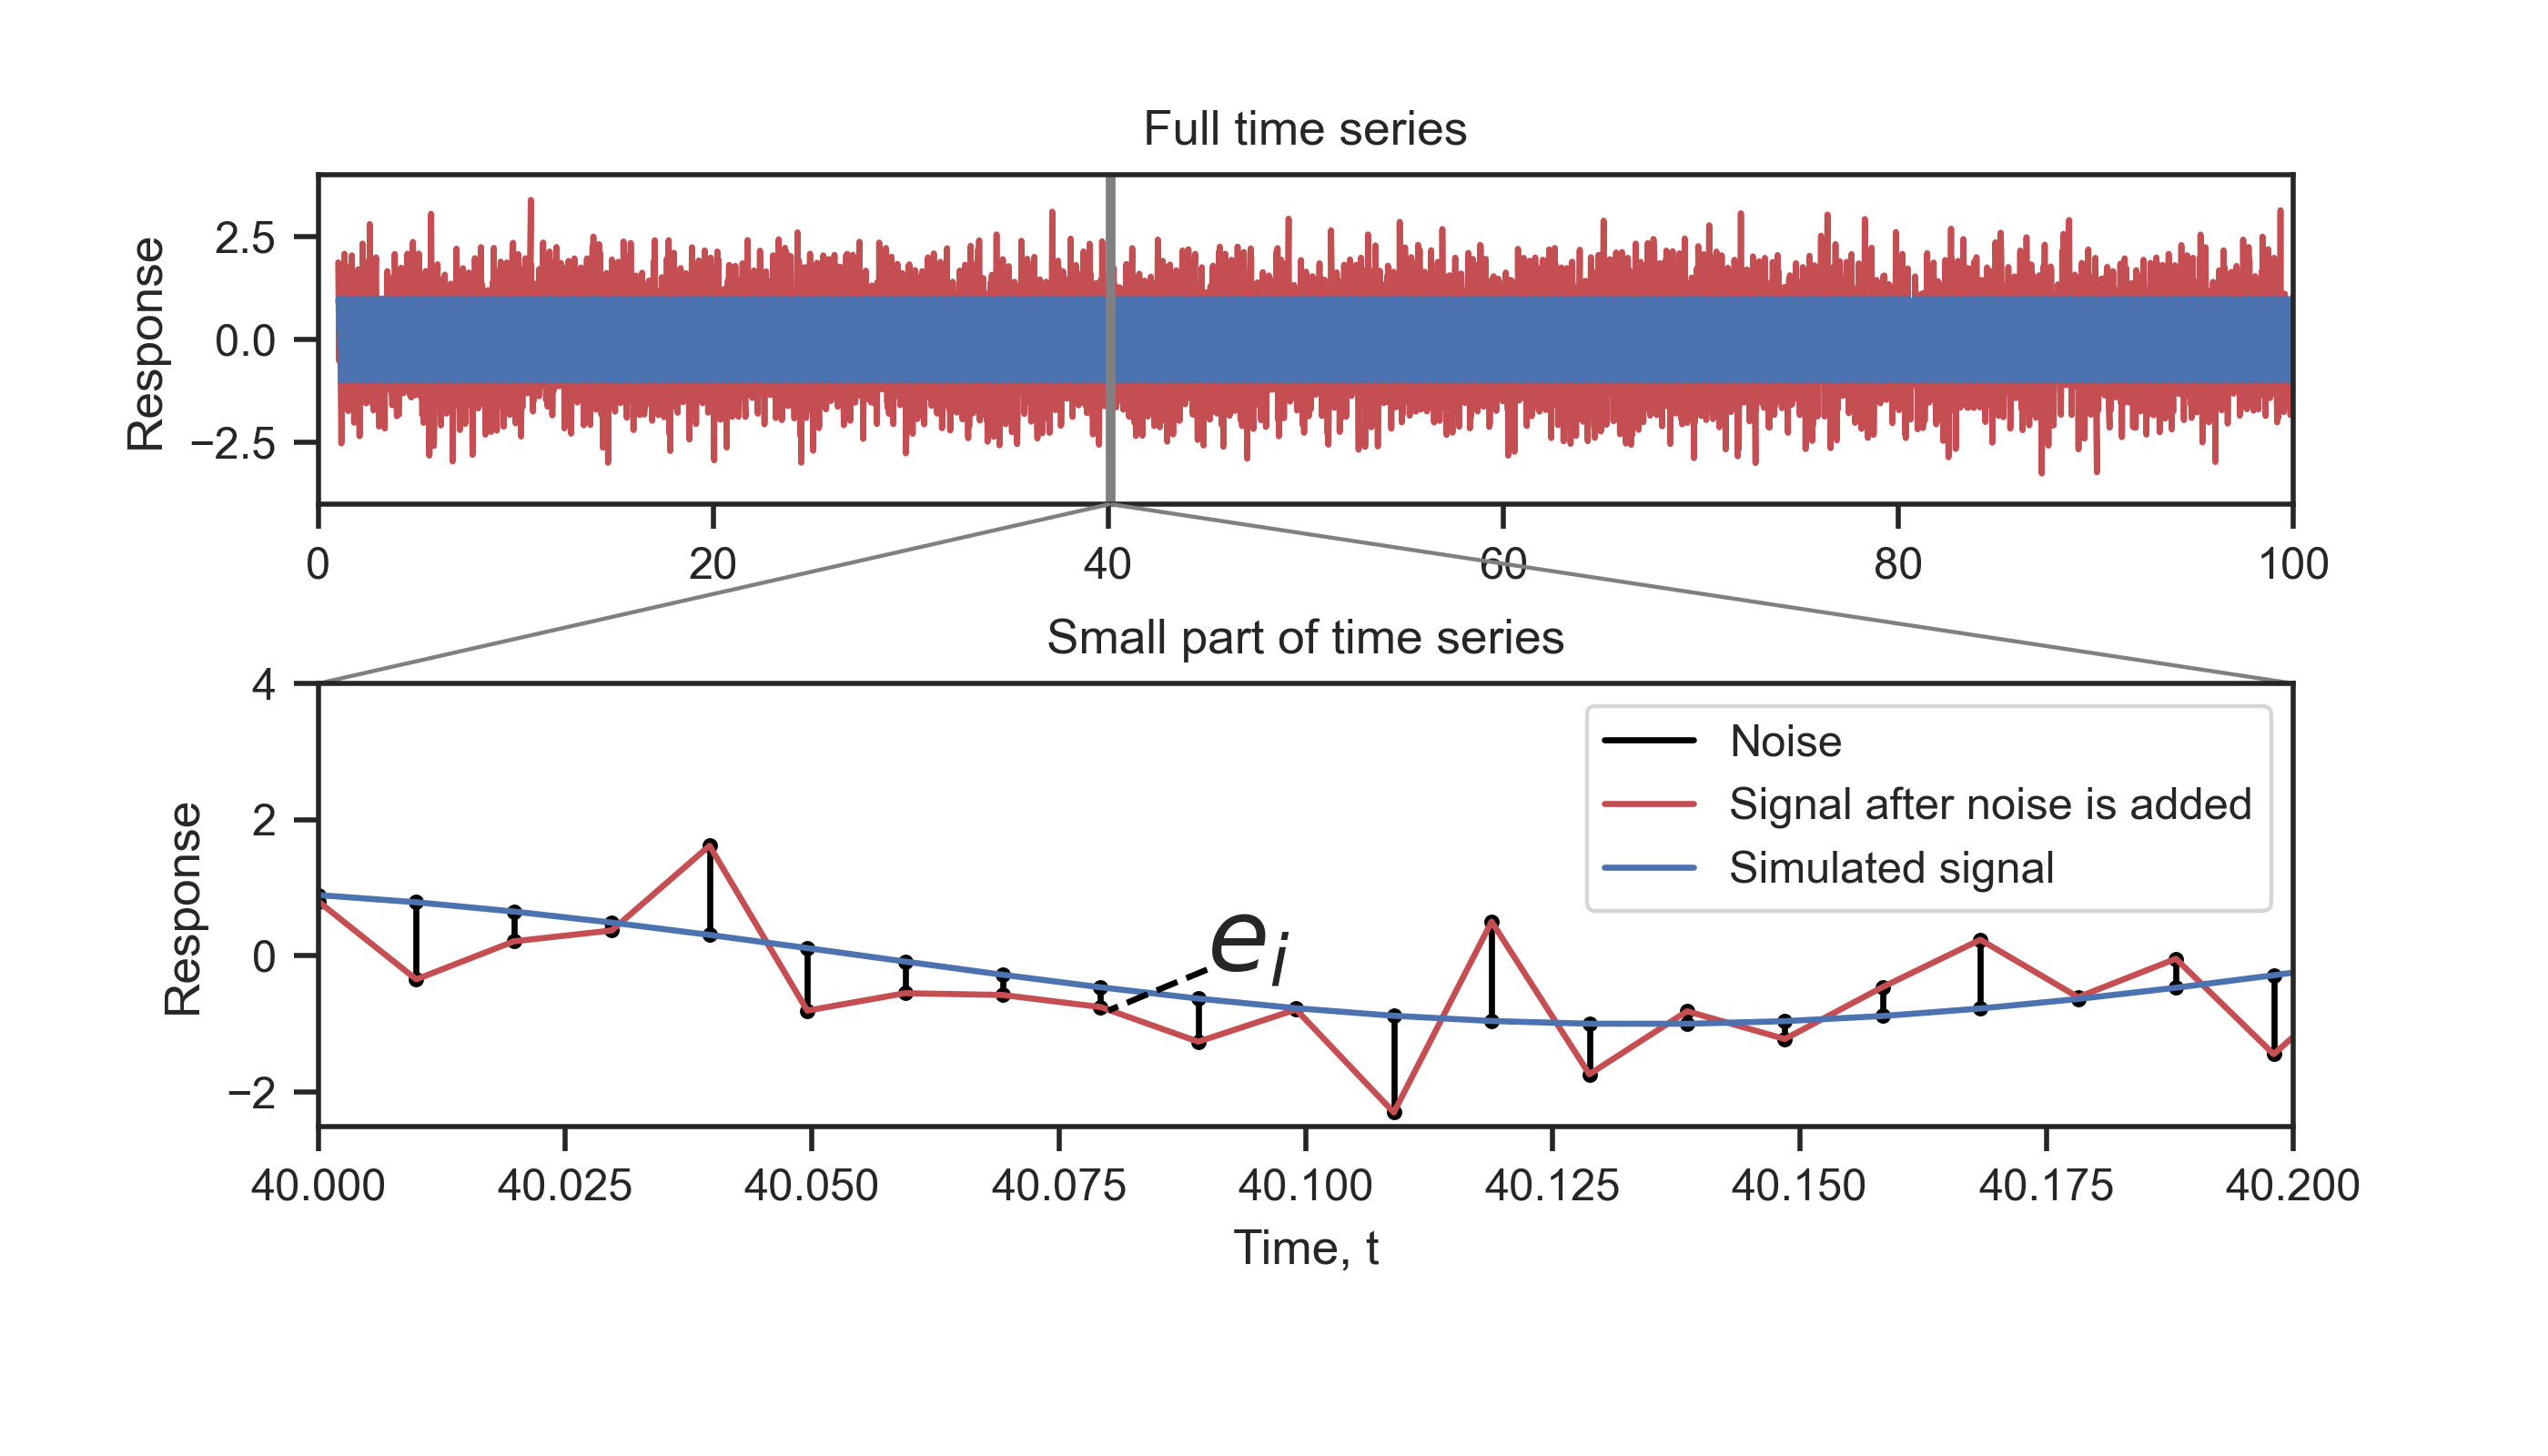 Full time series
Response
2.5
0.0
−2.5
0 20 40 60 80 100
Small part of time series
Response
4
2
0
−2
Noise
Signal after noise is added
Simulated signal
e_i
40.000 40.025 40.050 40.075 40.100 40.125 40.150 40.175 40.200
Time, t